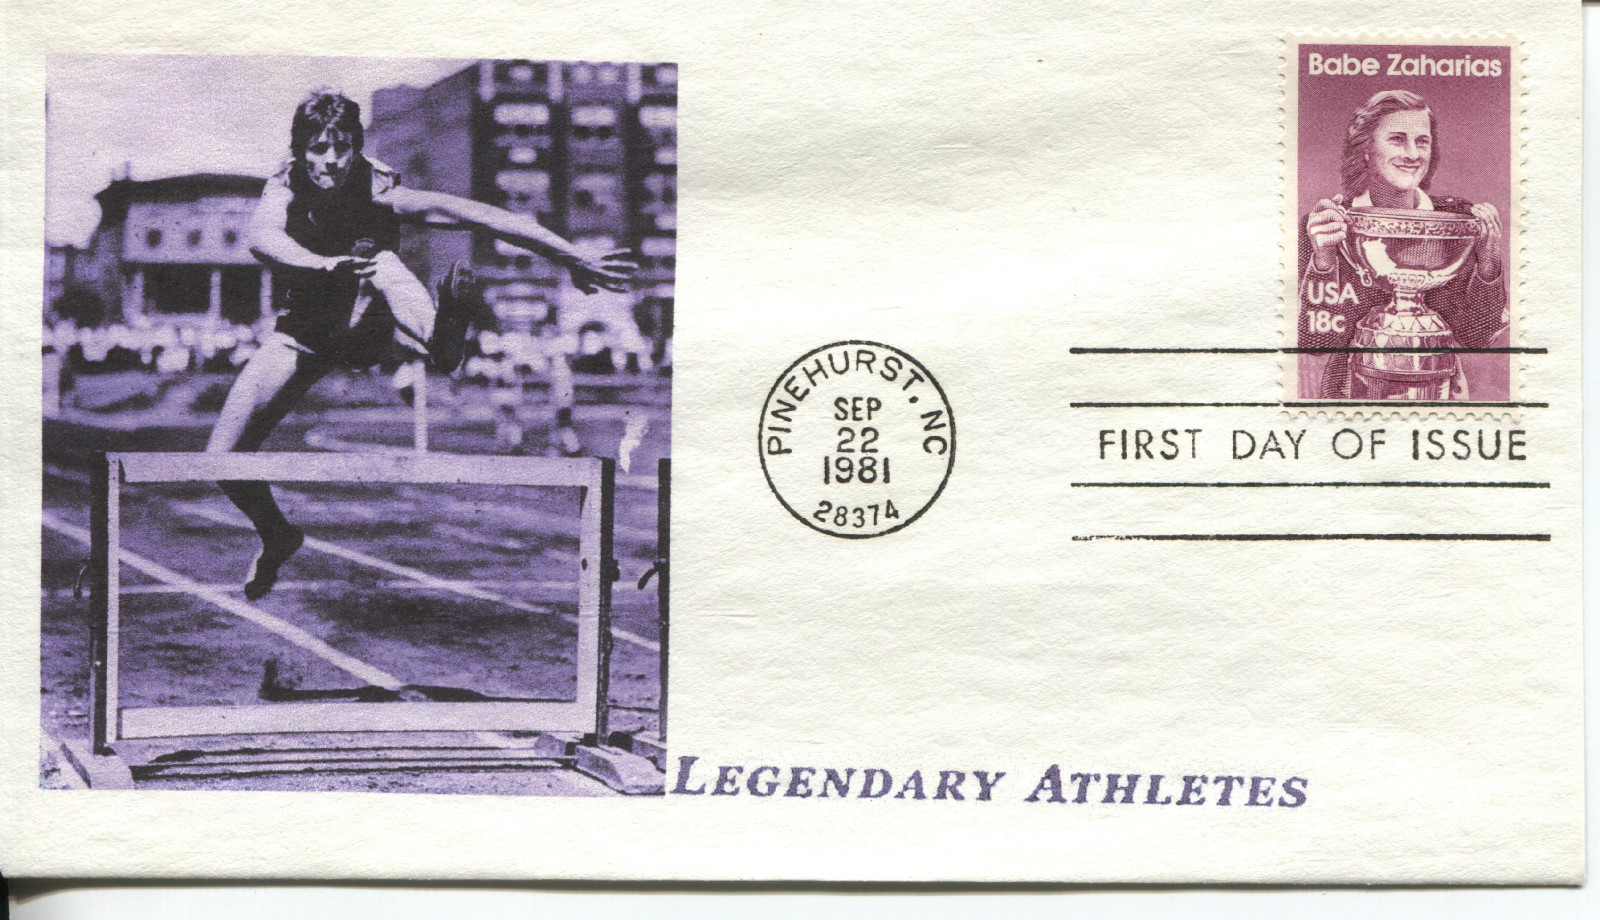 Babe Zaharias
USA
18c
PINEHURST, NC
SEP
22
1981
28374
FIRST DAY OF ISSUE
LEGENDARY ATHLETES